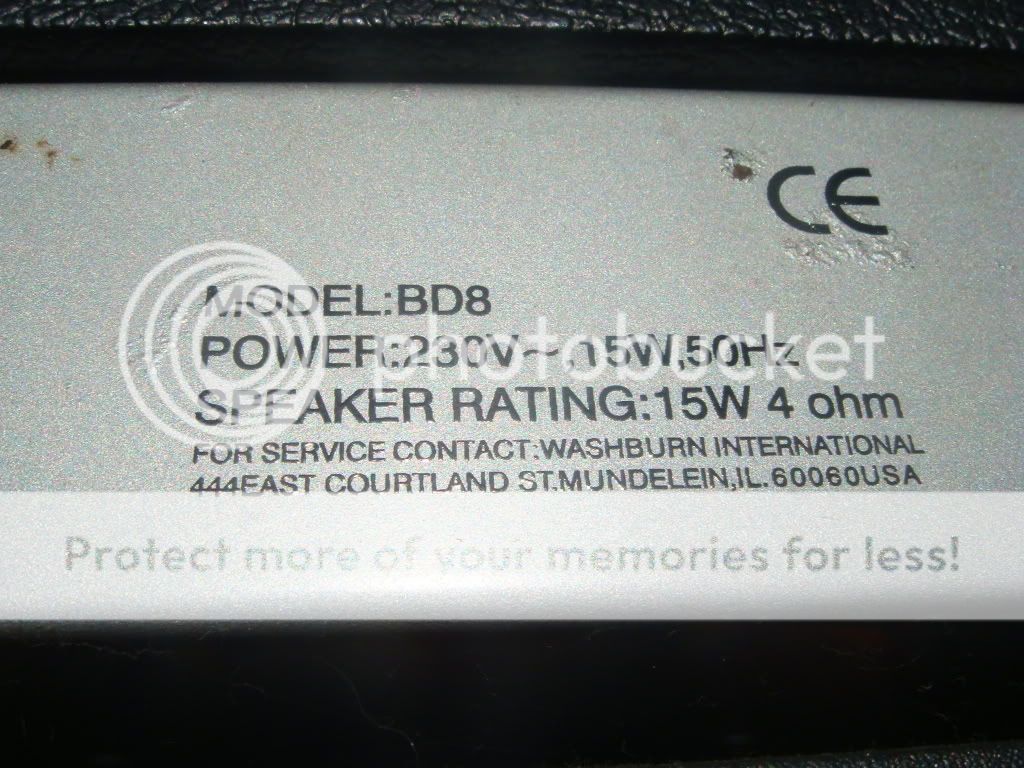 CE
MODEL:BD8
POWER:230V~,15W,50Hz
photobucket
SPEAKER RATING:15W 4 ohm
FOR SERVICE CONTACT:WASHBURN INTERNATIONAL
444EAST COURTLAND ST.MUNDELEIN,IL.60060USA
Protect more of your memories for less!